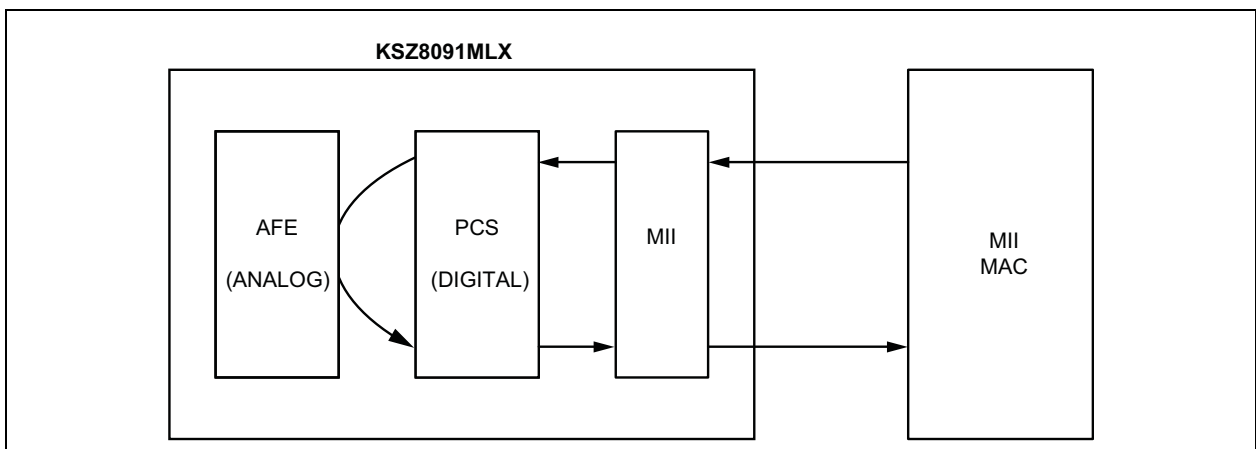 KSZ8091MLX
AFE
(ANALOG)
PCS
(DIGITAL)
MII
MII
MAC